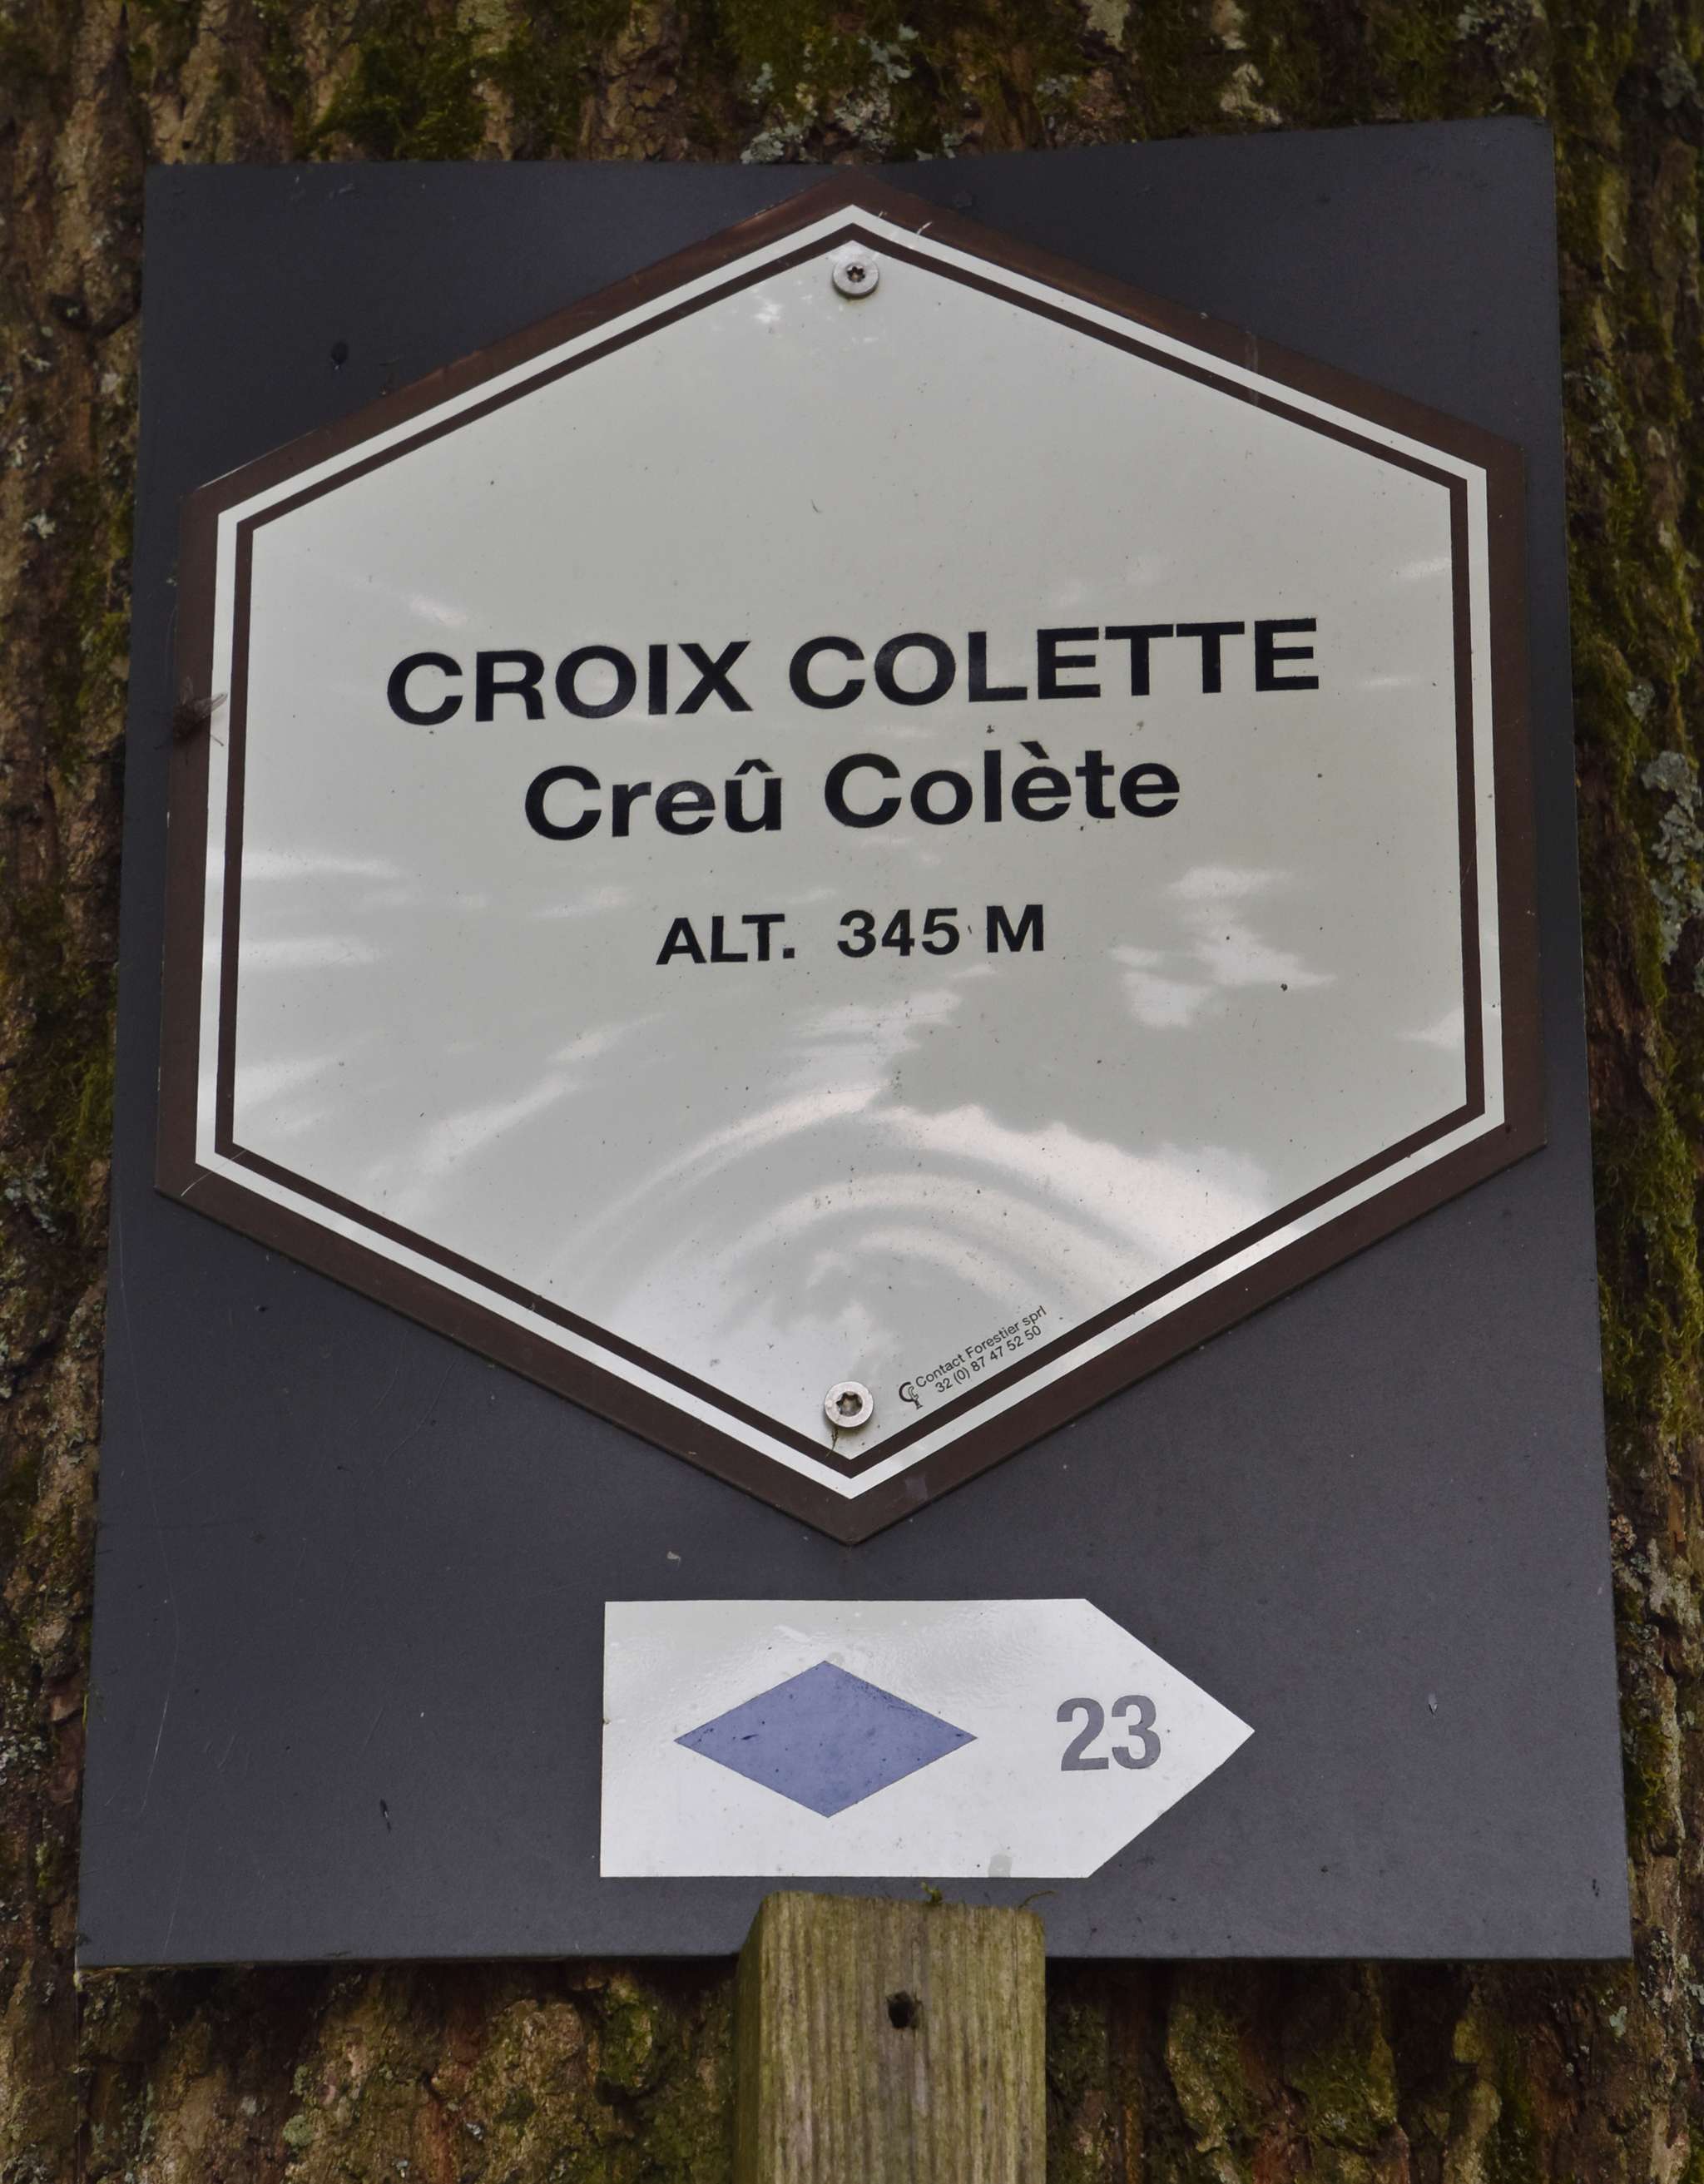 CROIX COLETTE
Creû Colète
ALT. 345 M
Contact Forestier sprl
32 (0) 87 47 52 50
23